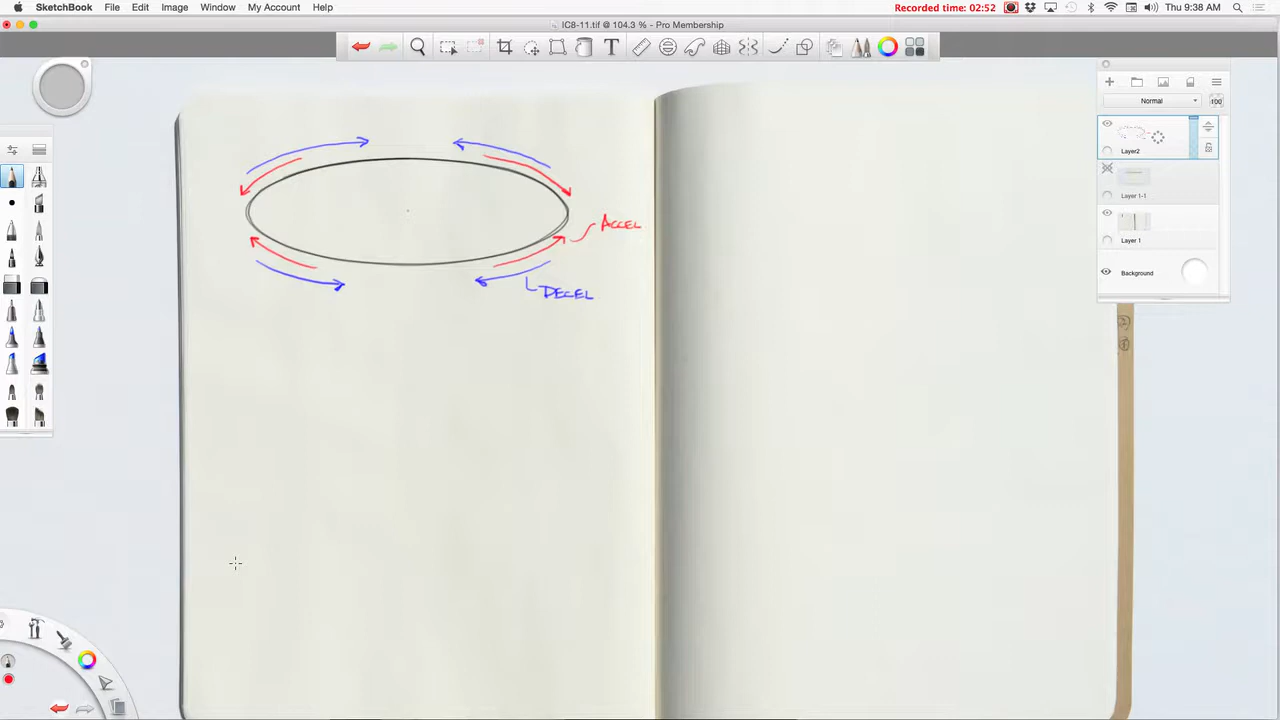 SketchBook File Edit Image Window My Account Help Recorded time: 02:52 Thu 9:38 AM
IC8-11.tif @ 104.3 % - Pro Membership
T
Normal 100
Layer2
Layer 1-1
Layer 1
Background
ACCEL
DECEL